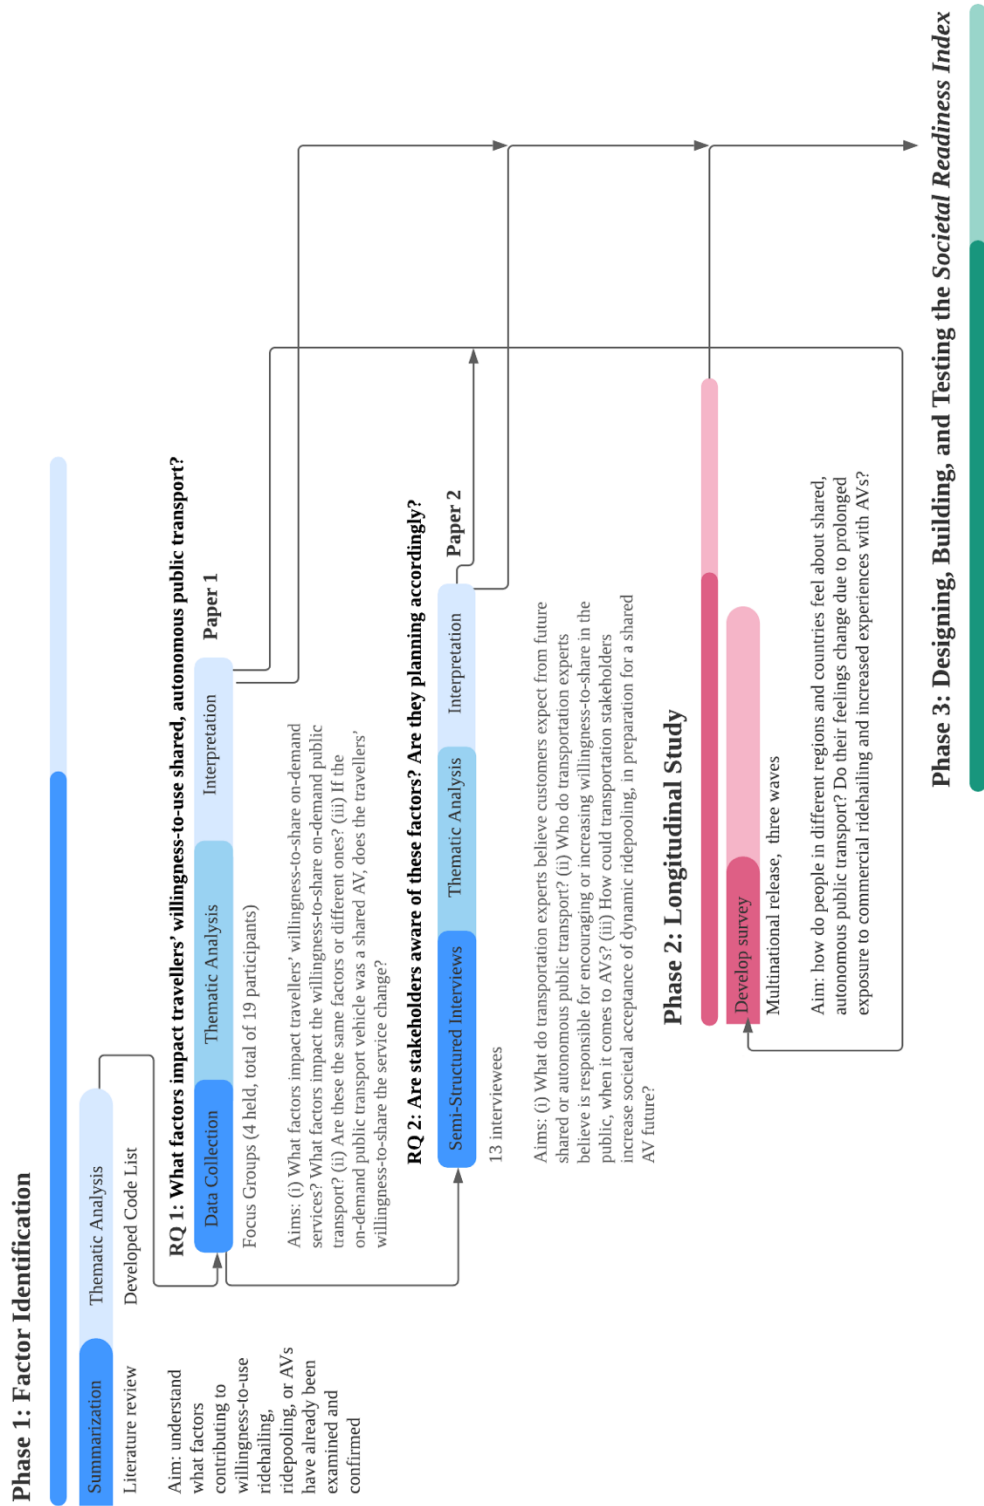 Phase 1: Factor Identification
Summarization
Thematic Analysis
Literature review
Developed Code List
Aim: understand
what factors
contributing to
willingness-to-use
ridehailing,
ridepooling, or AVs
have already been
examined and
confirmed
RQ 1: What factors impact travellers’ willingness-to-use shared, autonomous public transport?
Data Collection
Thematic Analysis
Interpretation
Paper 1
Focus Groups (4 held, total of 19 participants)
Aims: (i) What factors impact travellers’ willingness-to-share on-demand
services? What factors impact the willingness-to-share on-demand public
transport? (ii) Are these the same factors or different ones? (iii) If the
on-demand public transport vehicle was a shared AV, does the travellers’
willingness-to-share the service change?
RQ 2: Are stakeholders aware of these factors? Are they planning accordingly?
Semi-Structured Interviews
Thematic Analysis
Interpretation
Paper 2
13 interviewees
Aims: (i) What do transportation experts believe customers expect from future
shared or autonomous public transport? (ii) Who do transportation experts
believe is responsible for encouraging or increasing willingness-to-share in the
public, when it comes to AVs? (iii) How could transportation stakeholders
increase societal acceptance of dynamic ridepooling, in preparation for a shared
AV future?
Phase 2: Longitudinal Study
Develop survey
Multinational release, three waves
Aim: how do people in different regions and countries feel about shared,
autonomous public transport? Do their feelings change due to prolonged
exposure to commercial ridehailing and increased experiences with AVs?
Phase 3: Designing, Building, and Testing the Societal Readiness Index